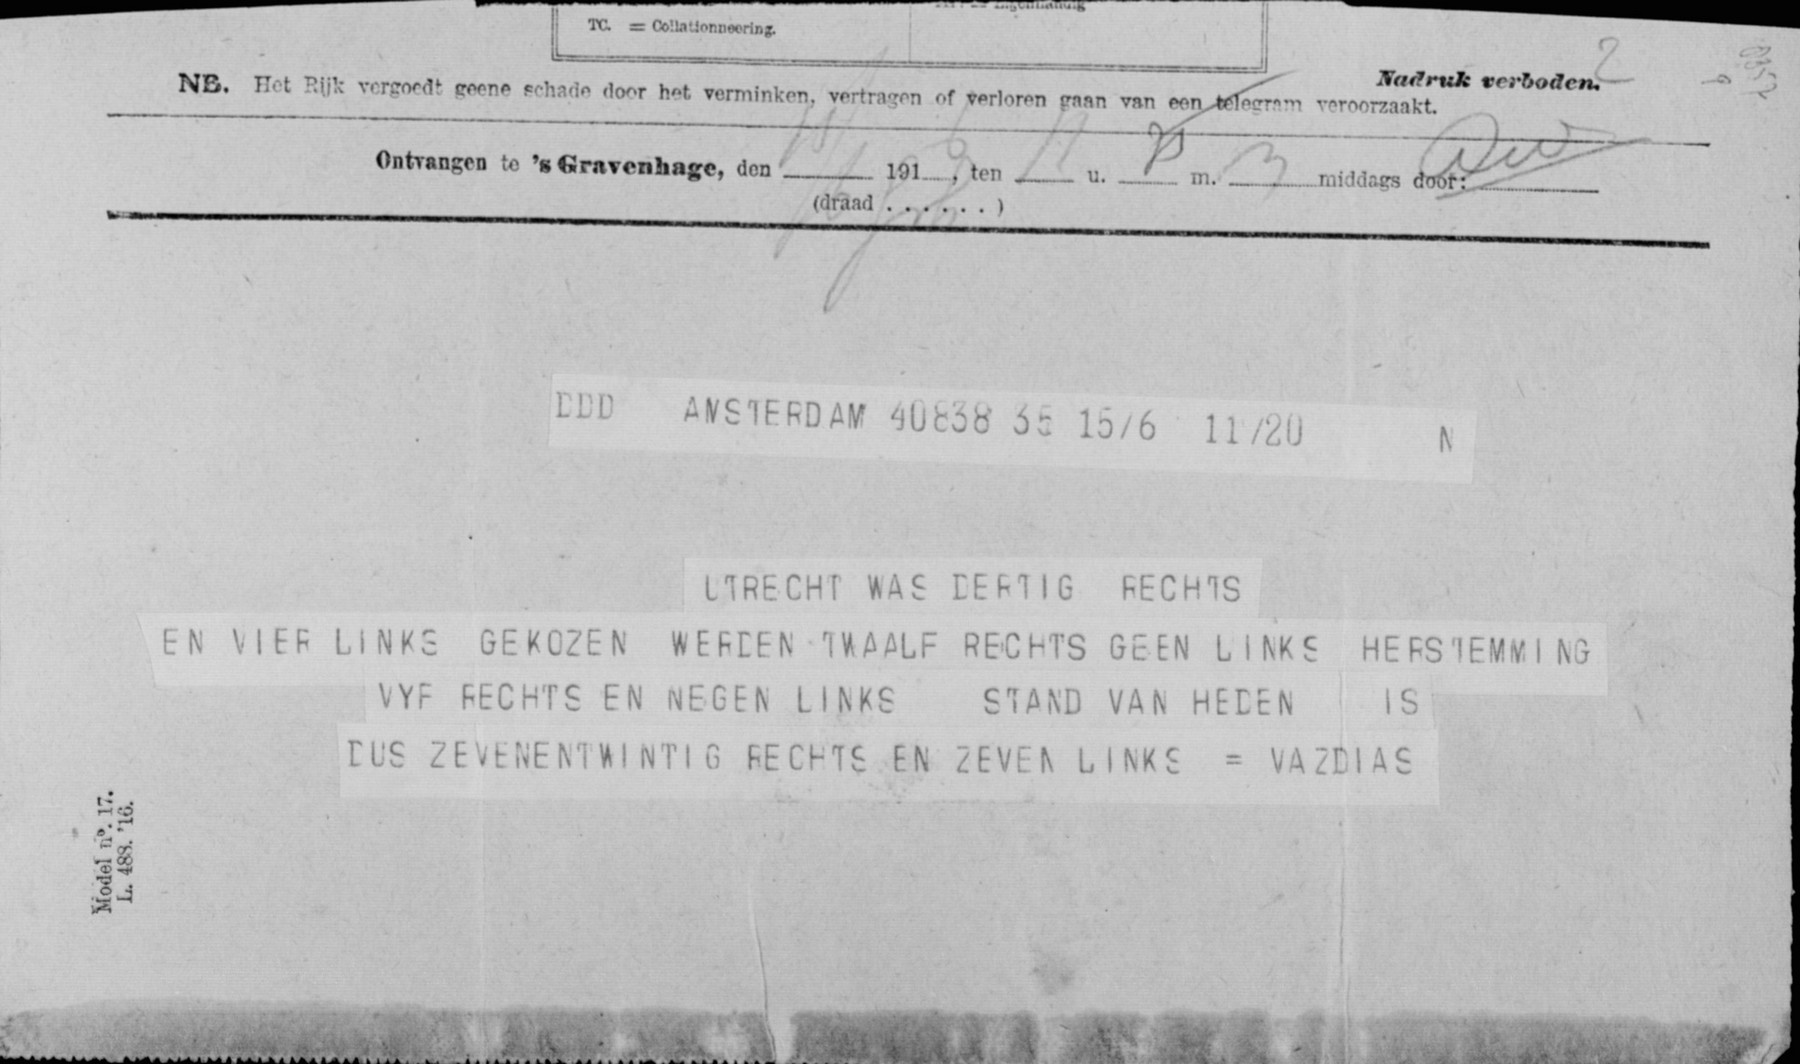 TC. = Collationneering.
Nadruk verboden. 2
NB. Het Rijk vergoedt geene schade door het verminken, vertragen of verloren gaan van een telegram veroorzaakt.
Ontvangen te 's Gravenhage, den 191 , ten u. m. middags door:
(draad . . . . . . )
DDD AMSTERDAM 40838 35 15/6 11/20 N
UTRECHT WAS DERTIG RECHTS
EN VIER LINKS GEKOZEN WERDEN TWAALF RECHTS GEEN LINKS HERSTEMMING
VYF RECHTS EN NEGEN LINKS STAND VAN HEDEN IS
DUS ZEVENENTWINTIG RECHTS EN ZEVEN LINKS = VAZDIAS
Model nº. 17.
L. 488. '16.